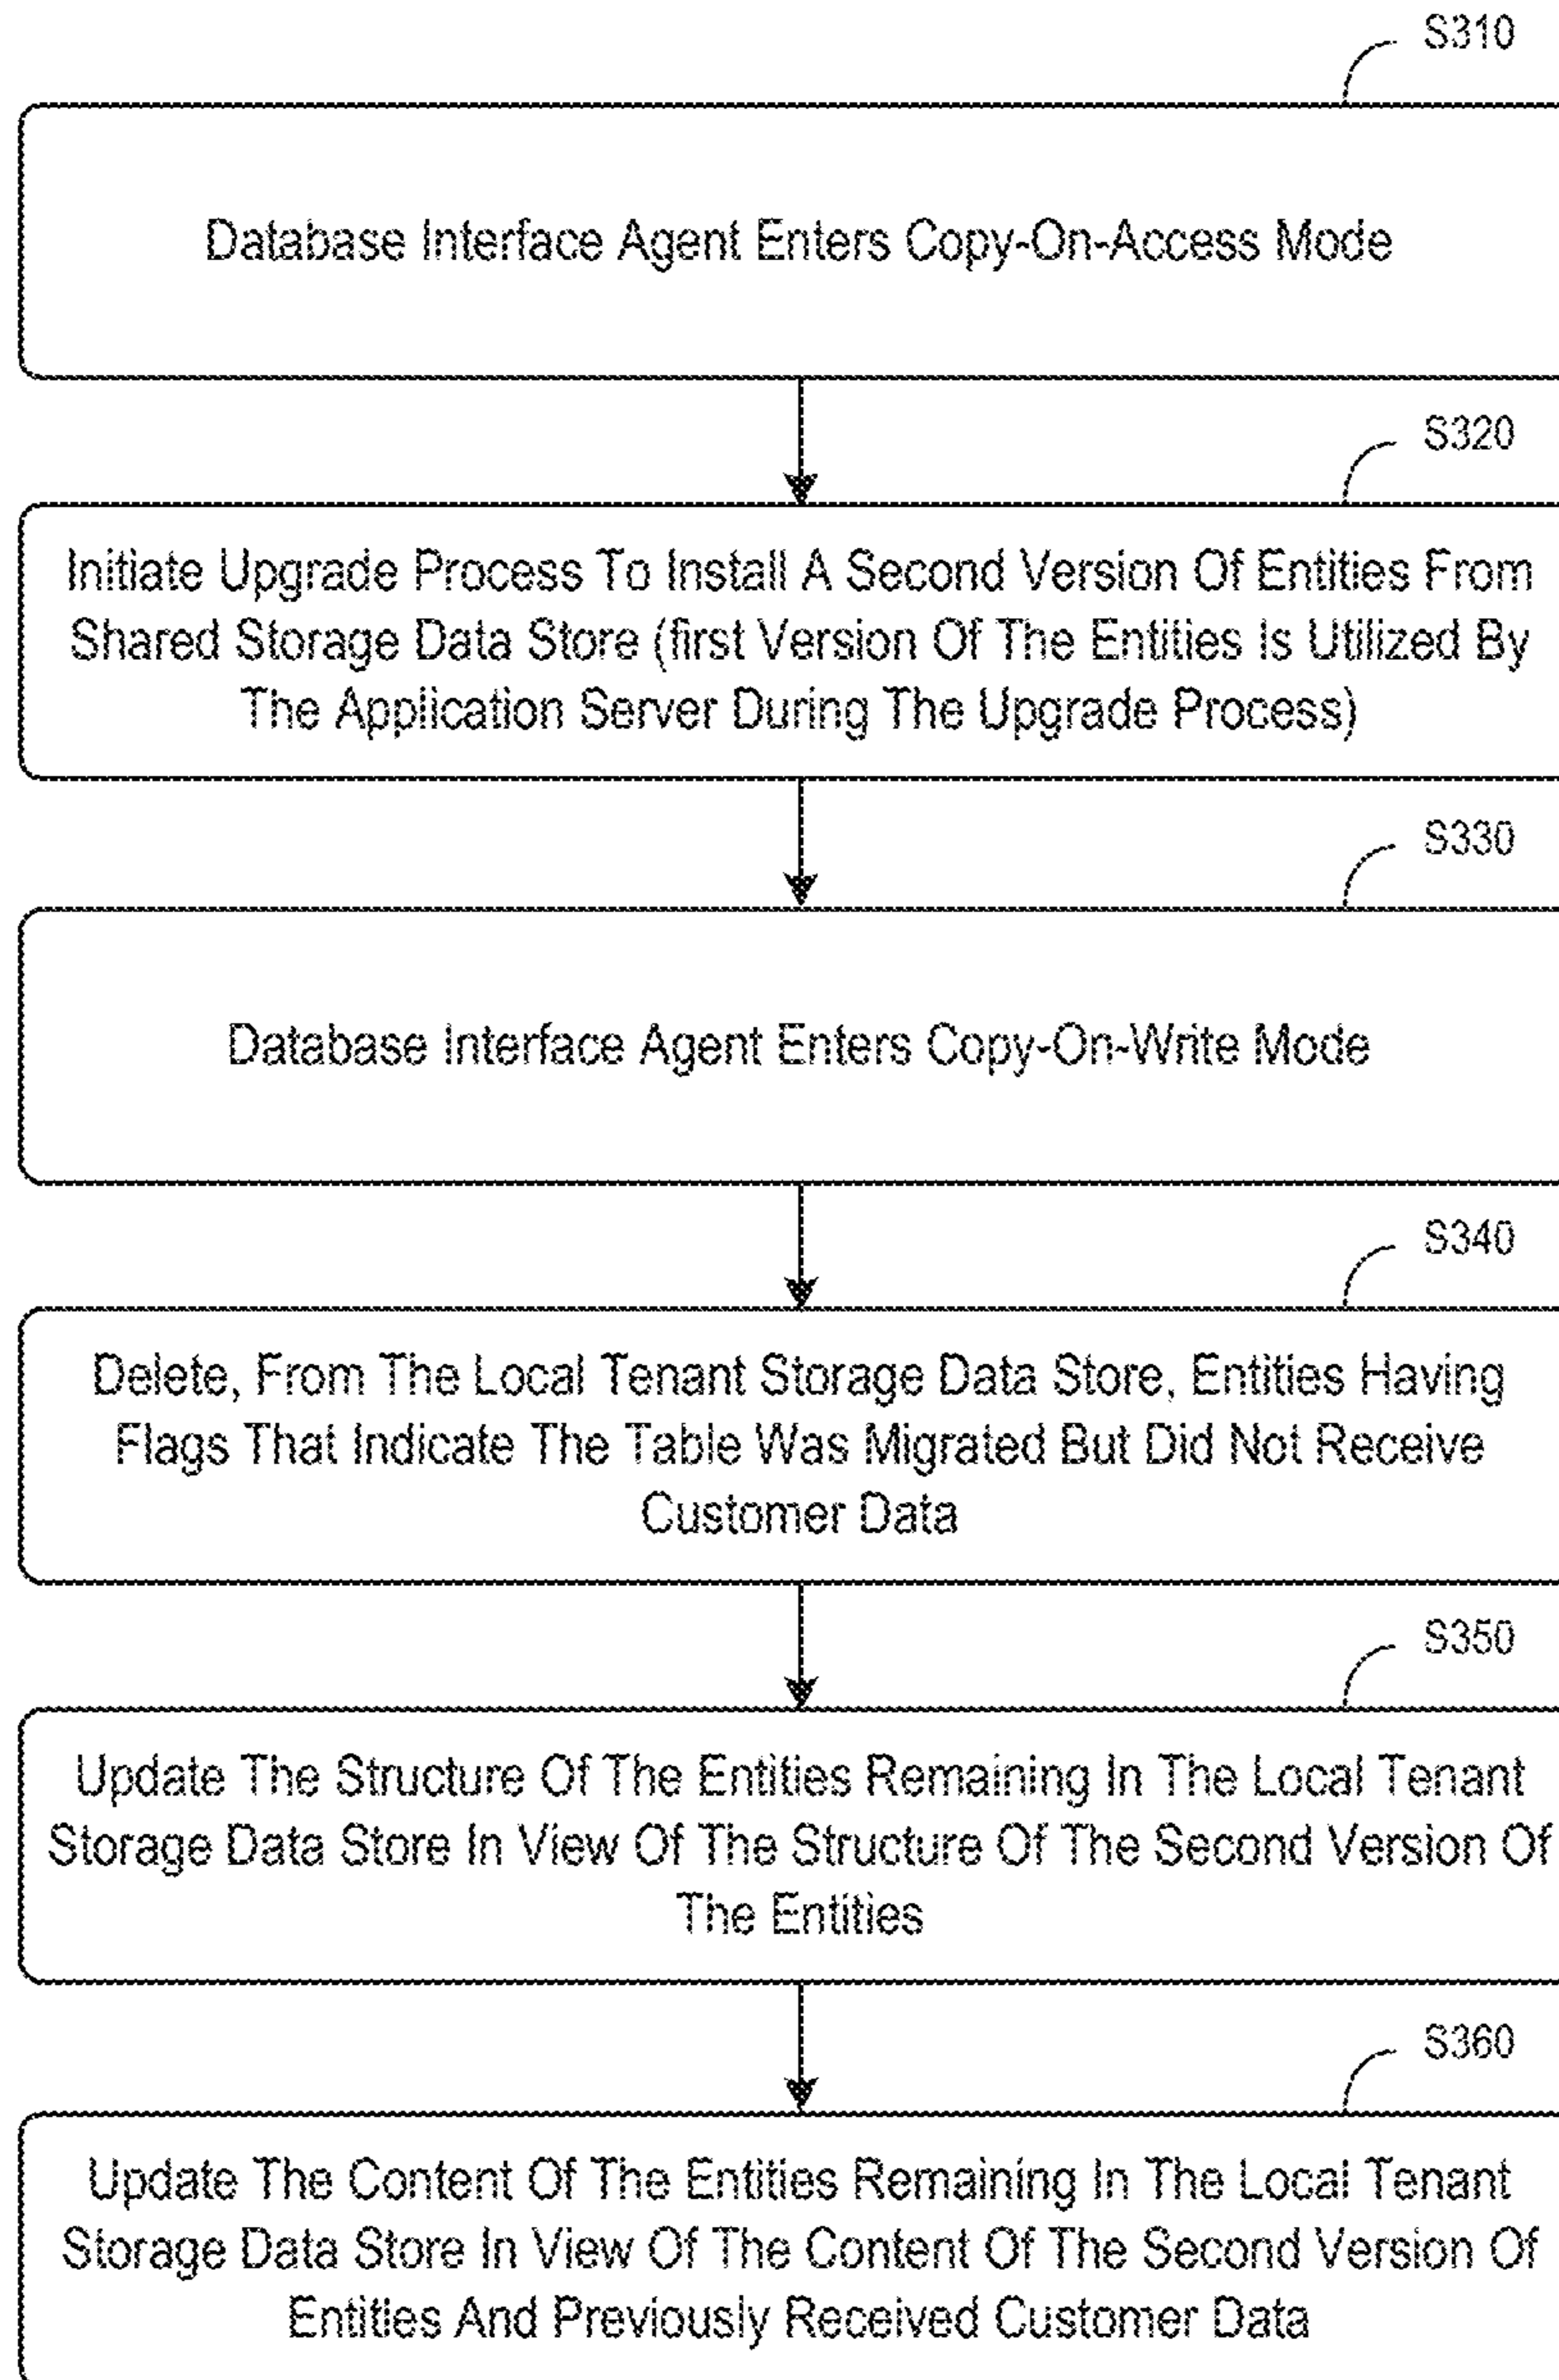 S310
Database Interface Agent Enters Copy-On-Access Mode
S320
Initiate Upgrade Process To Install A Second Version Of Entities From
Shared Storage Data Store (first Version Of The Entities Is Utilized By
The Application Server During The Upgrade Process)
S330
Database Interface Agent Enters Copy-On-Write Mode
S340
Delete, From The Local Tenant Storage Data Store, Entities Having
Flags That Indicate The Table Was Migrated But Did Not Receive
Customer Data
S350
Update The Structure Of The Entities Remaining In The Local Tenant
Storage Data Store In View Of The Structure Of The Second Version Of
The Entities
S360
Update The Content Of The Entities Remaining In The Local Tenant
Storage Data Store In View Of The Content Of The Second Version Of
Entities And Previously Received Customer Data